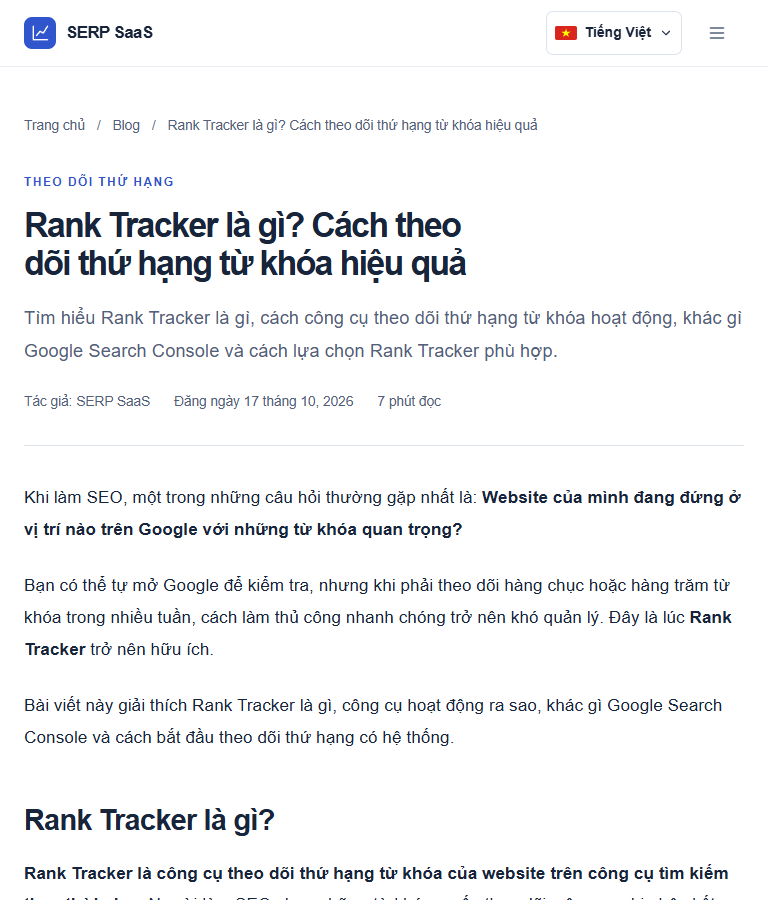 SERP SaaS
Tiếng Việt
Trang chủ / Blog / Rank Tracker là gì? Cách theo dõi thứ hạng từ khóa hiệu quả
THEO DÕI THỨ HẠNG
Rank Tracker là gì? Cách theo
dõi thứ hạng từ khóa hiệu quả
Tìm hiểu Rank Tracker là gì, cách công cụ theo dõi thứ hạng từ khóa hoạt động, khác gì
Google Search Console và cách lựa chọn Rank Tracker phù hợp.
Tác giả: SERP SaaS Đăng ngày 17 tháng 10, 2026 7 phút đọc
Khi làm SEO, một trong những câu hỏi thường gặp nhất là: Website của mình đang đứng ở
vị trí nào trên Google với những từ khóa quan trọng?
Bạn có thể tự mở Google để kiểm tra, nhưng khi phải theo dõi hàng chục hoặc hàng trăm từ
khóa trong nhiều tuần, cách làm thủ công nhanh chóng trở nên khó quản lý. Đây là lúc Rank
Tracker trở nên hữu ích.
Bài viết này giải thích Rank Tracker là gì, công cụ hoạt động ra sao, khác gì Google Search
Console và cách bắt đầu theo dõi thứ hạng có hệ thống.
Rank Tracker là gì?
Rank Tracker là công cụ theo dõi thứ hạng từ khóa của website trên công cụ tìm kiếm